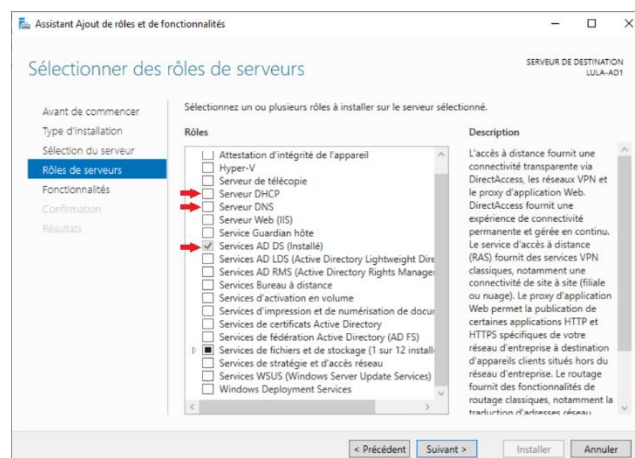 Assistant Ajout de rôles et de fonctionnalités
Sélectionner des rôles de serveurs
SERVEUR DE DESTINATION
LULA-AD1
Avant de commencer
Type d'installation
Sélection du serveur
Rôles de serveurs
Fonctionnalités
Confirmation
Résultats
Sélectionnez un ou plusieurs rôles à installer sur le serveur sélectionné.
Rôles
Attestation d'intégrité de l'appareil
Hyper-V
Serveur de télécopie
Serveur DHCP
Serveur DNS
Serveur Web (IIS)
Service Guardian hôte
Services AD DS (Installé)
Services AD LDS (Active Directory Lightweight Dire
Services AD RMS (Active Directory Rights Manager
Services Bureau à distance
Services d'activation en volume
Services d'impression et de numérisation de docur
Services de certificats Active Directory
Services de fédération Active Directory (AD FS)
Services de fichiers et de stockage (1 sur 12 install
Services de stratégie et d'accès réseau
Services WSUS (Windows Server Update Services)
Windows Deployment Services
Description
L'accès à distance fournit une
connectivité transparente via
DirectAccess, les réseaux VPN et
le proxy d'application Web.
DirectAccess fournit une
expérience de connectivité
permanente et gérée en continu.
Le service d'accès à distance
(RAS) fournit des services VPN
classiques, notamment une
connectivité de site à site (filiale
ou nuage). Le proxy d'application
Web permet la publication de
certaines applications HTTP et
HTTPS spécifiques de votre
réseau d'entreprise à destination
d'appareils clients situés hors du
réseau d'entreprise. Le routage
fournit des fonctionnalités de
routage classiques, notamment la
traduction d'adresses réseau
< Précédent
Suivant >
Installer
Annuler